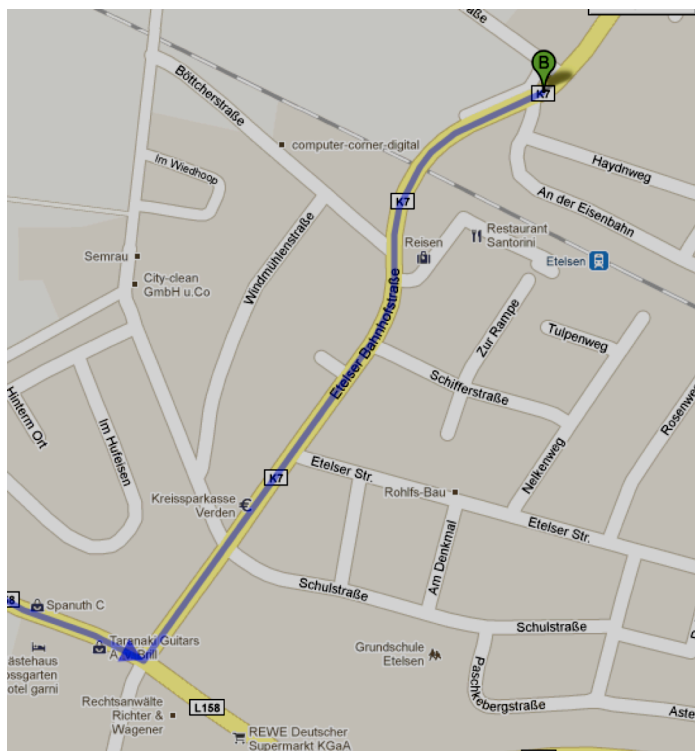 B
K7
Böttcherstraße
computer-corner-digital
Im Wiedhoop
Haydnweg
An der Eisenbahn
K7
Restaurant
Santorini
Reisen
Etelsen
Windmühlenstraße
Semrau
City-clean
GmbH u.Co
Etelser Bahnhofstraße
Zur Rampe
Tulpenweg
Schifferstraße
Hinterm Ort
Im Hufeisen
Nelkenweg
Rosenweg
K7
Etelser Str.
Rohlfs-Bau
Kreissparkasse
Verden
Etelser Str.
Am Denkmal
Schulstraße
Spanuth C
Schulstraße
Taranaki Guitars
Grundschule
Etelsen
Paschkebergstraße
L158
Rechtsanwälte
Richter &
Wagener
REWE Deutscher
Supermarkt KGaA